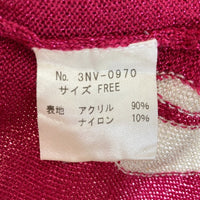 No. 3NV-0970
サイズ FREE
表地 アクリル 90%
ナイロン 10%